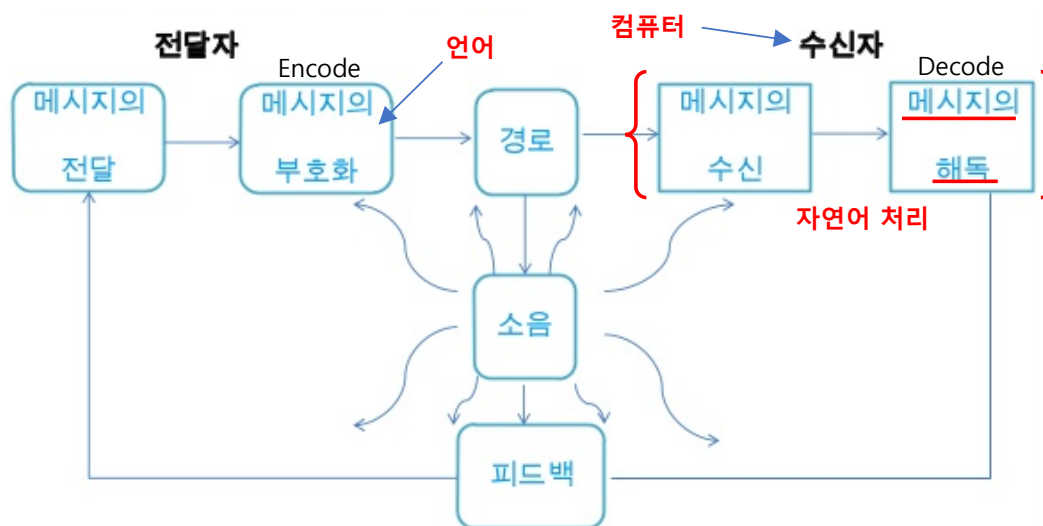 전달자
언어
컴퓨터
수신자
Encode
Decode
메시지의
전달
메시지의
부호화
경로
메시지의
수신
메시지의
해독
자연어 처리
소음
피드백